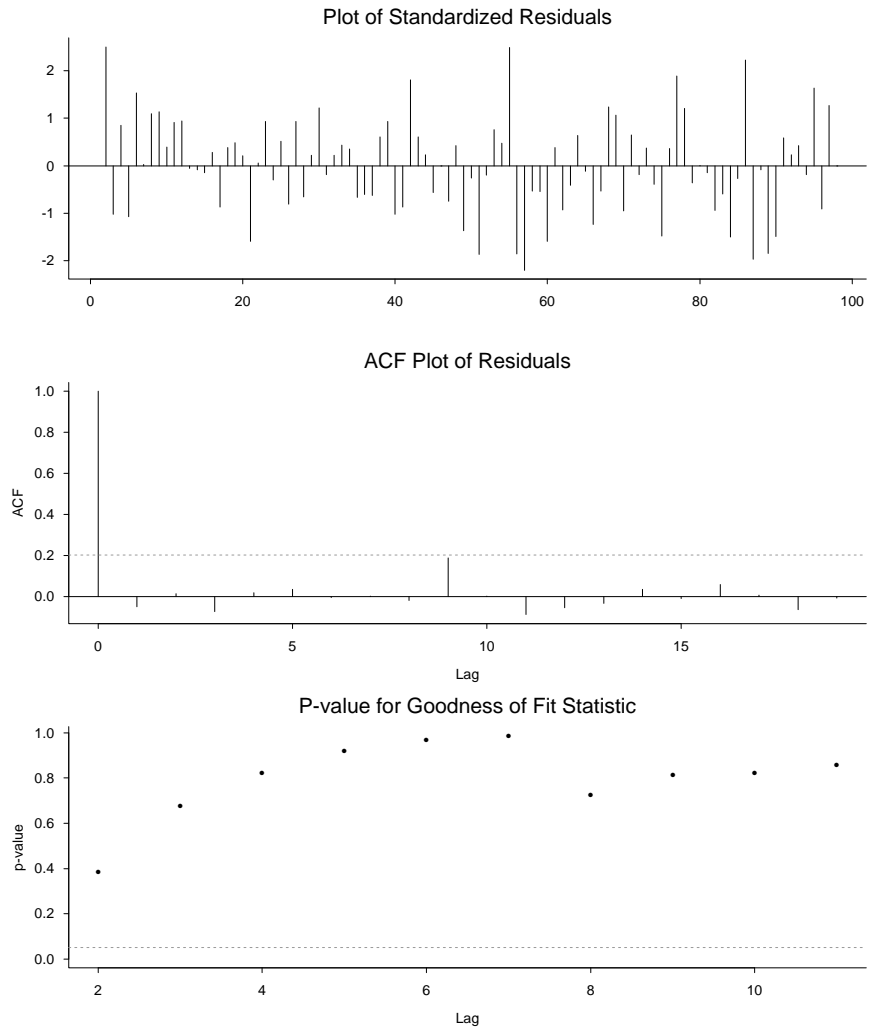 Plot of Standardized Residuals
2
1
0
-1
-2
0 20 40 60 80 100
ACF Plot of Residuals
1.0
0.8
0.6
0.4
0.2
0.0
ACF
0 5 10 15
Lag
P-value for Goodness of Fit Statistic
1.0
0.8
0.6
0.4
0.2
0.0
p-value
2 4 6 8 10
Lag